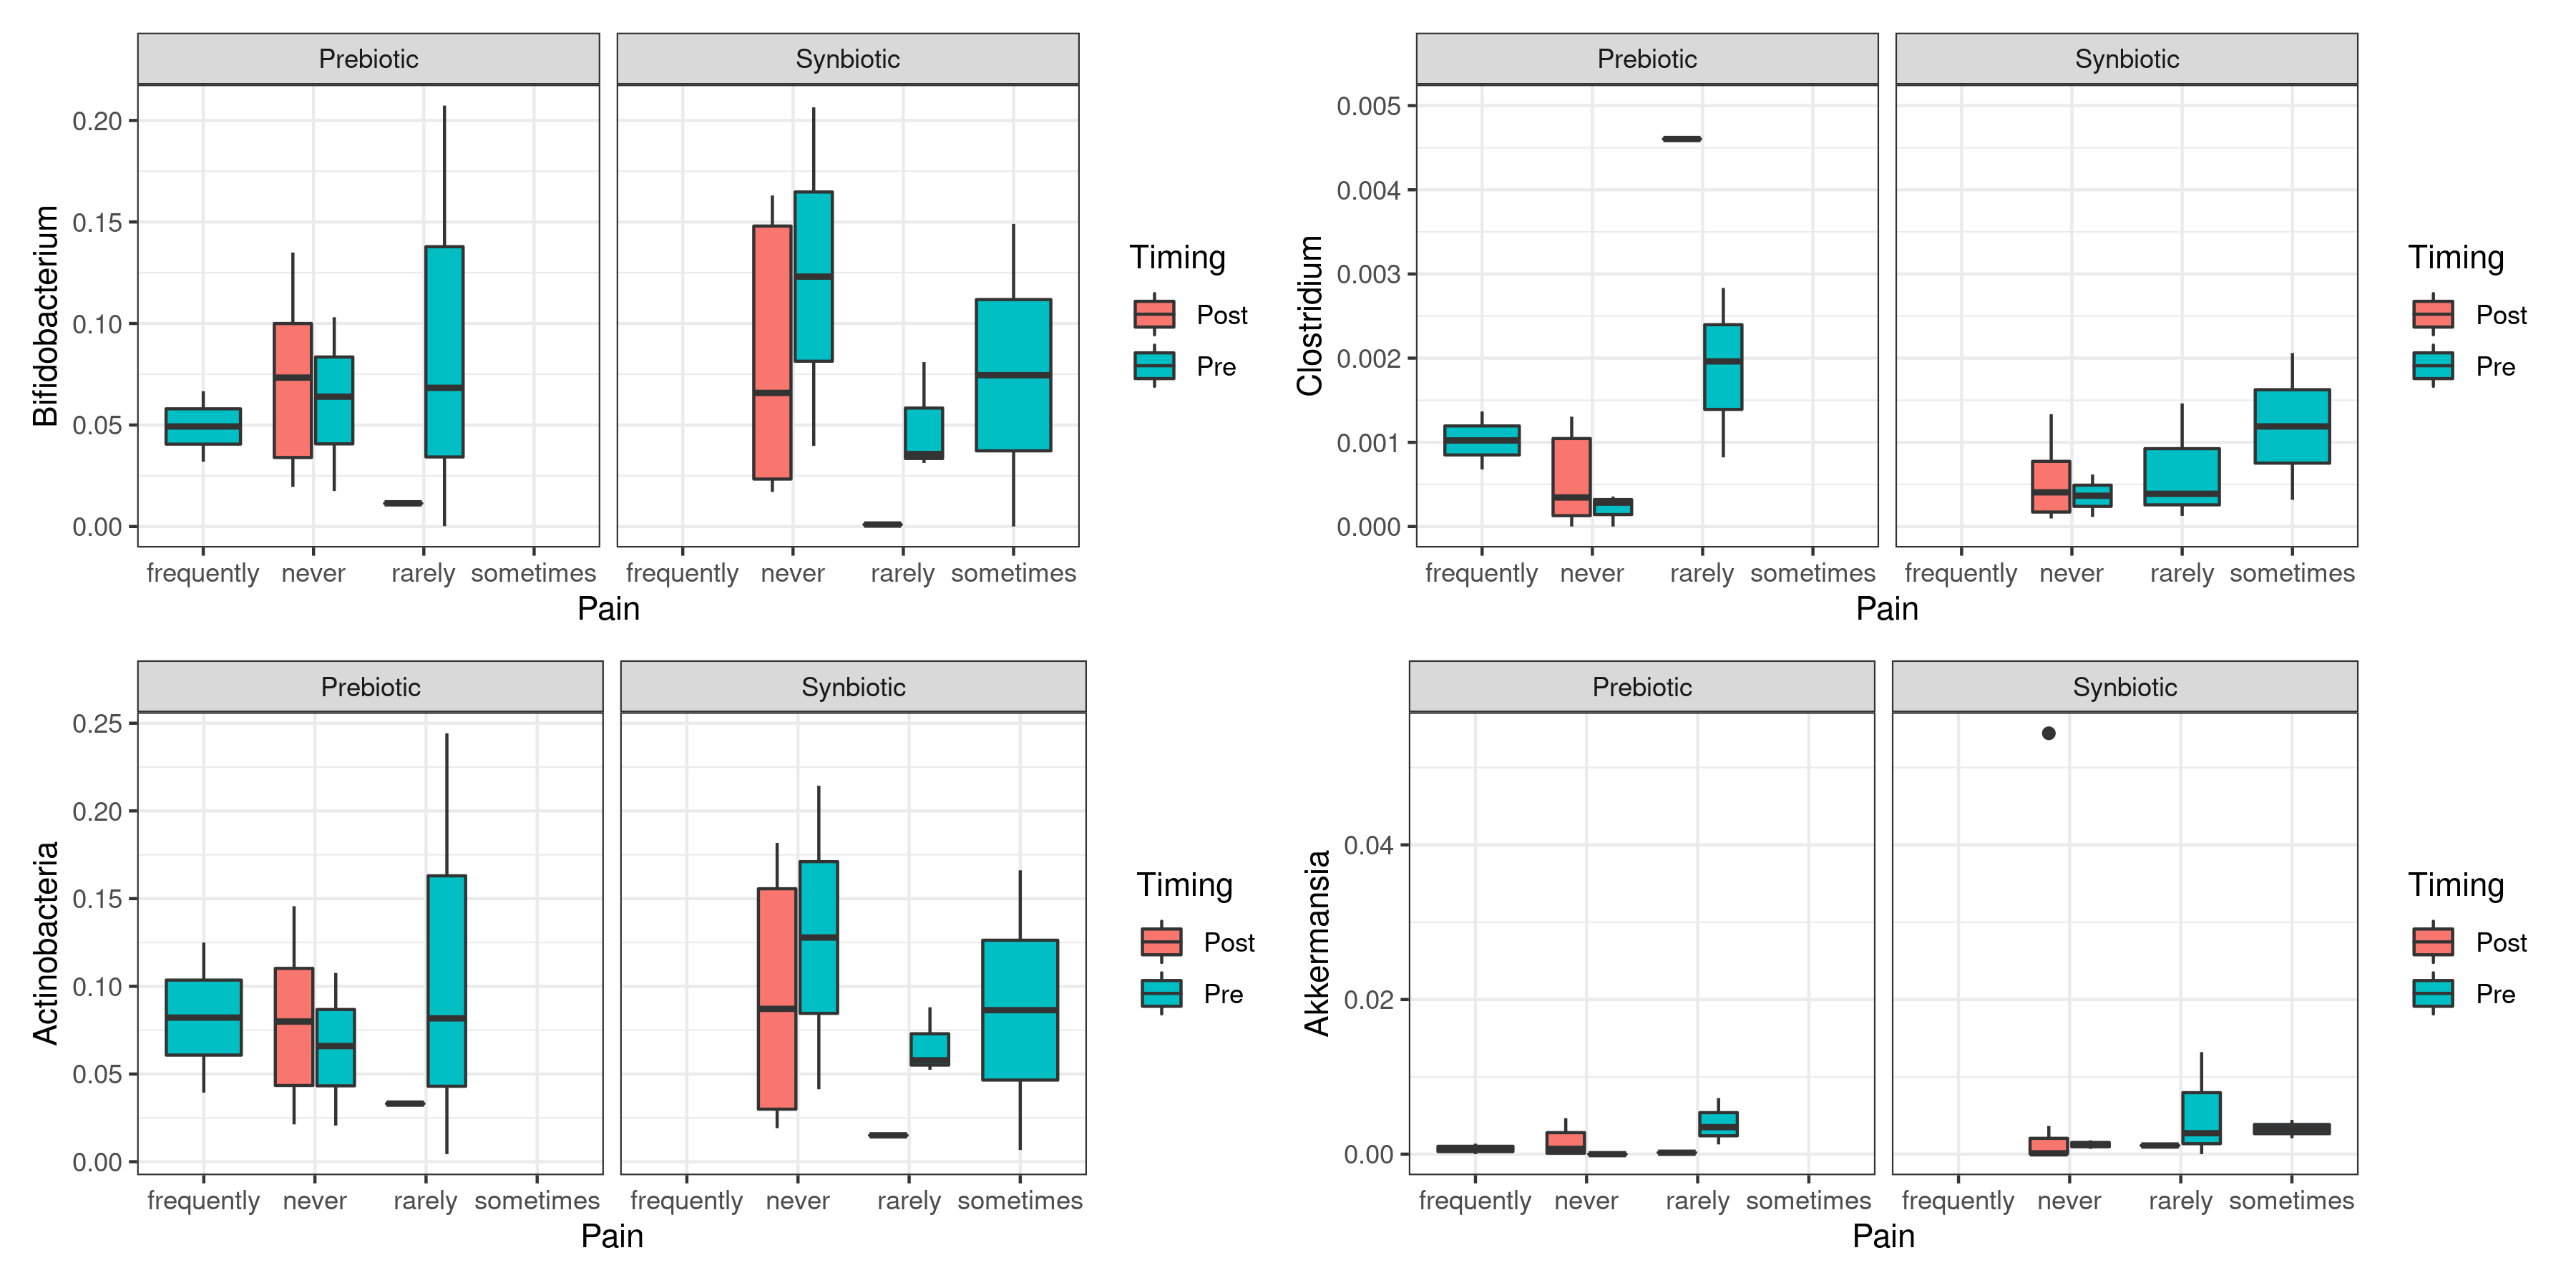 Prebiotic Synbiotic
Bifidobacterium
0.20
0.15
0.10
0.05
0.00
frequently never rarely sometimes frequently never rarely sometimes
Pain
Timing
Post
Pre
Prebiotic Synbiotic
Clostridium
0.005
0.004
0.003
0.002
0.001
0.000
frequently never rarely sometimes frequently never rarely sometimes
Pain
Timing
Post
Pre
Prebiotic Synbiotic
Actinobacteria
0.25
0.20
0.15
0.10
0.05
0.00
frequently never rarely sometimes frequently never rarely sometimes
Pain
Timing
Post
Pre
Prebiotic Synbiotic
Akkermansia
0.04
0.02
0.00
frequently never rarely sometimes frequently never rarely sometimes
Pain
Timing
Post
Pre